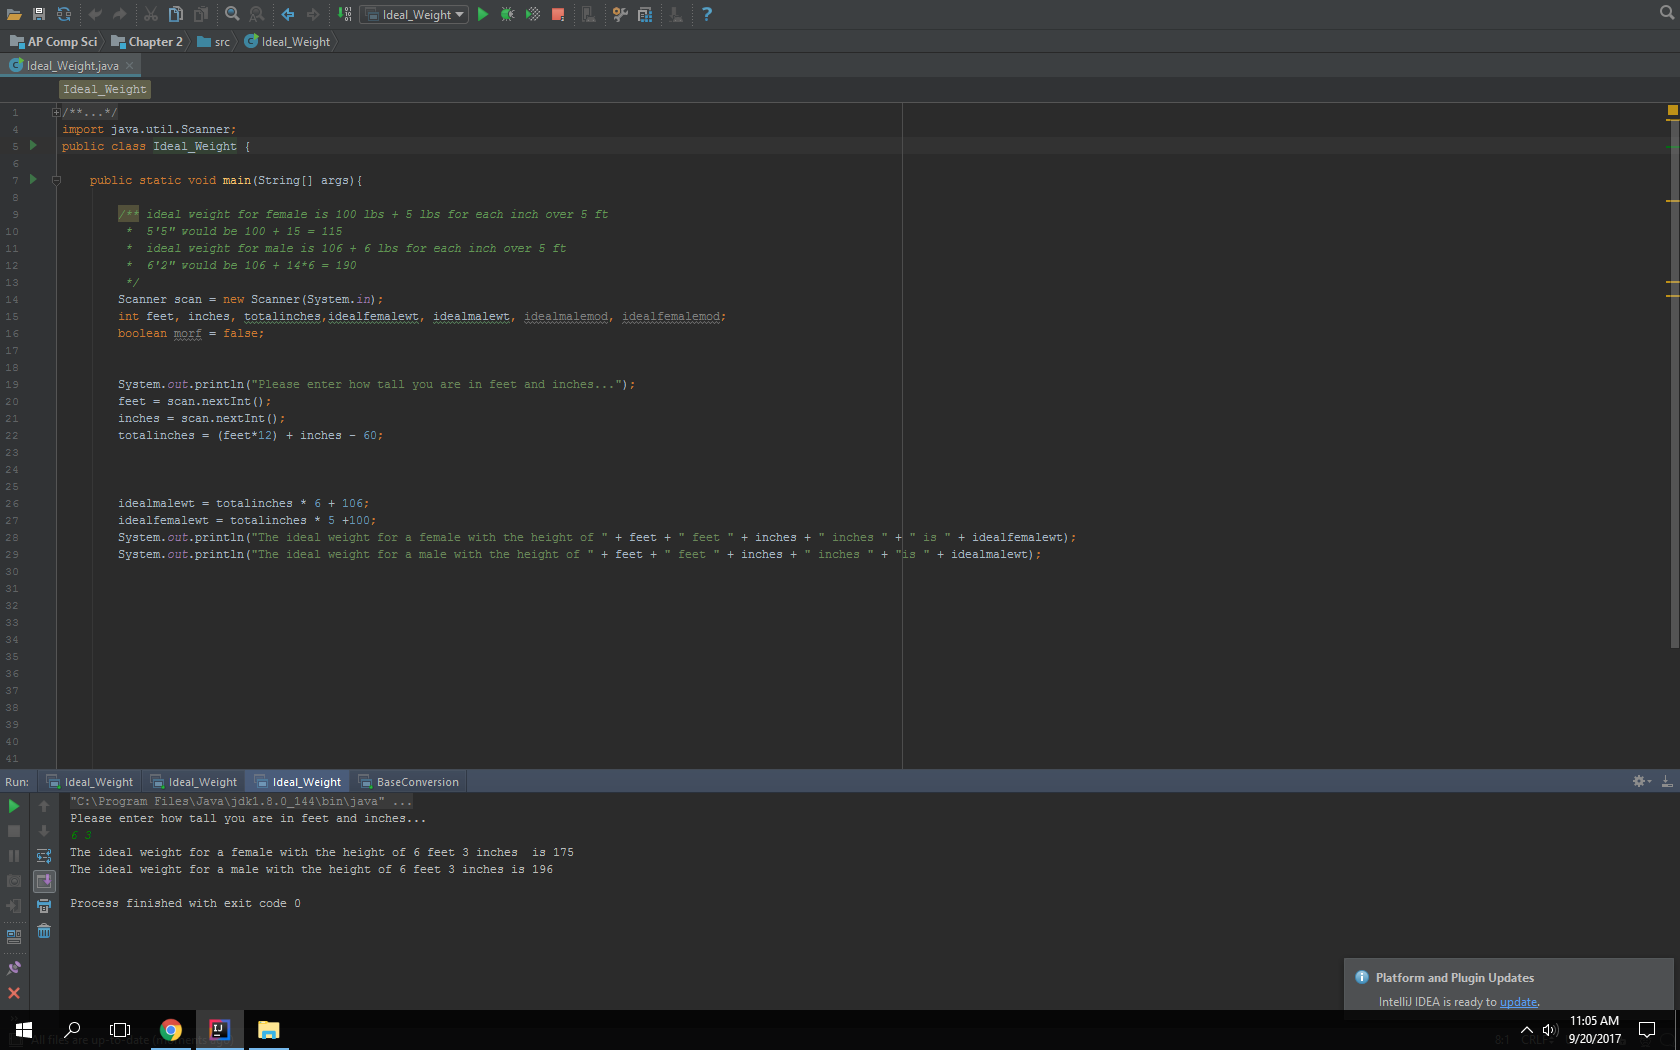 Ideal_Weight
AP Comp Sci Chapter 2 src Ideal_Weight
Ideal_Weight.java
Ideal_Weight
1 /**...*/
4 import java.util.Scanner;
5 public class Ideal_Weight {
6
7 public static void main(String[] args){
8
9 /** ideal weight for female is 100 lbs + 5 lbs for each inch over 5 ft
10 * 5'5" would be 100 + 15 = 115
11 * ideal weight for male is 106 + 6 lbs for each inch over 5 ft
12 * 6'2" would be 106 + 14*6 = 190
13 */
14 Scanner scan = new Scanner(System.in);
15 int feet, inches, totalinches,idealfemalewt, idealmalewt, idealmalemod, idealfemalemod;
16 boolean morf = false;
17
18
19 System.out.println("Please enter how tall you are in feet and inches...");
20 feet = scan.nextInt();
21 inches = scan.nextInt();
22 totalinches = (feet*12) + inches - 60;
23
24
25
26 idealmalewt = totalinches * 6 + 106;
27 idealfemalewt = totalinches * 5 +100;
28 System.out.println("The ideal weight for a female with the height of " + feet + " feet " + inches + " inches " + " is " + idealfemalewt);
29 System.out.println("The ideal weight for a male with the height of " + feet + " feet " + inches + " inches " + "is " + idealmalewt);
30
31
32
33
34
35
36
37
38
39
40
41
Run: Ideal_Weight Ideal_Weight Ideal_Weight BaseConversion
"C:\Program Files\Java\jdk1.8.0_144\bin\java" ...
Please enter how tall you are in feet and inches...
6 3
The ideal weight for a female with the height of 6 feet 3 inches  is 175
The ideal weight for a male with the height of 6 feet 3 inches is 196
Process finished with exit code 0
Platform and Plugin Updates
IntelliJ IDEA is ready to update.
11:05 AM
9/20/2017
All files are up-to-date
8:1 CRLF